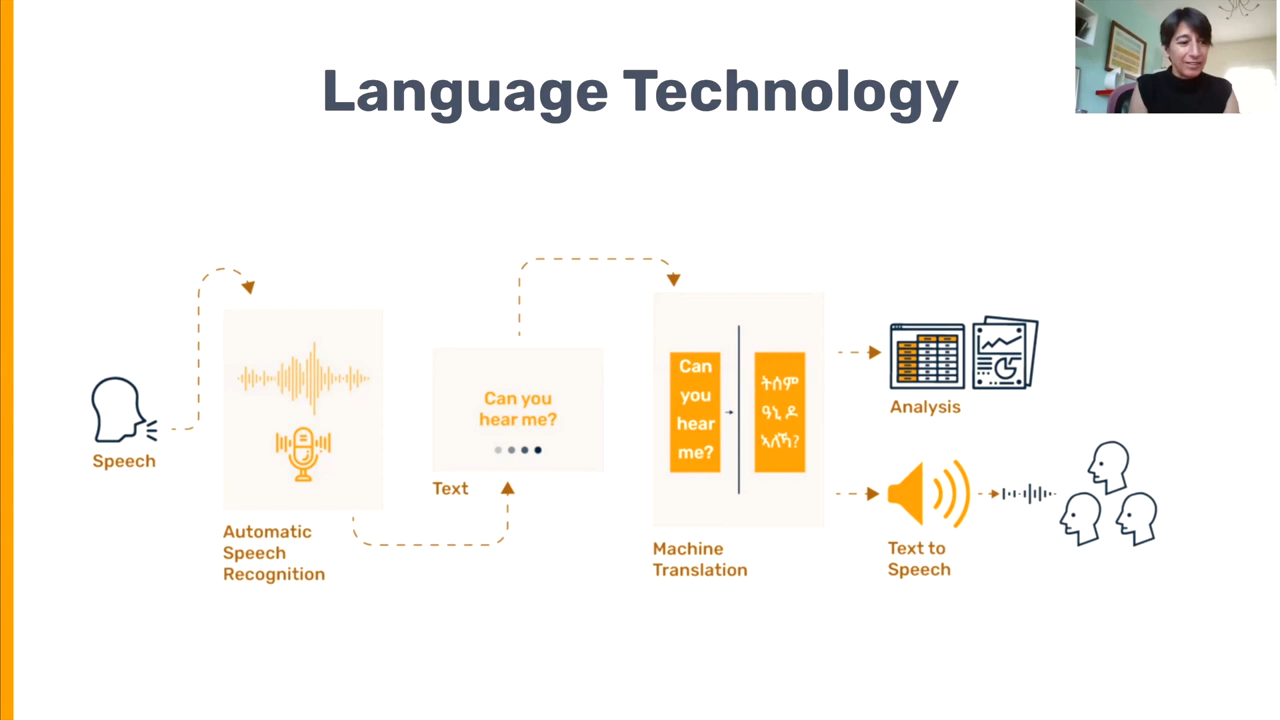 Language Technology
Speech
Automatic
Speech
Recognition
Can you
hear me?
Text
Can
you
hear
me?
ትሰም
ዓኒ ዶ
ኣለኻ?
Machine
Translation
Analysis
Text to
Speech